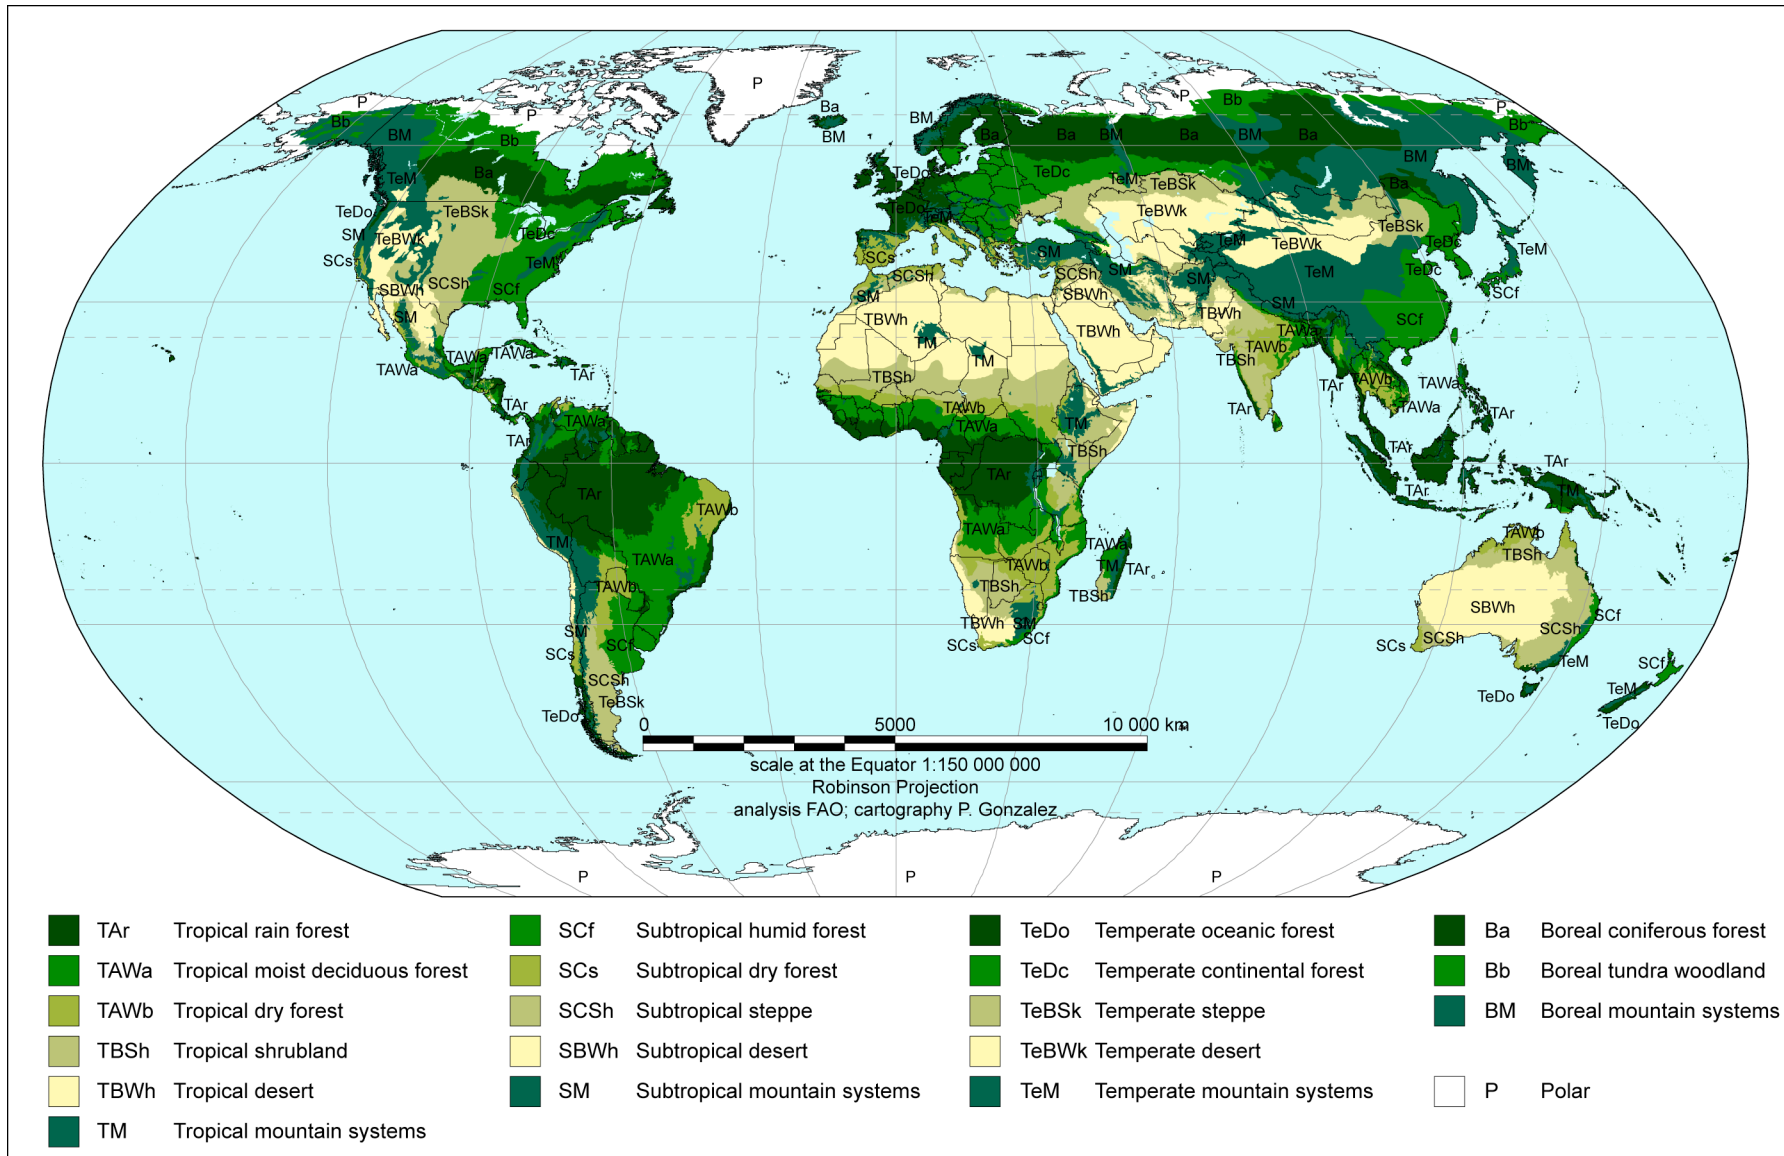 P
P
P
Ba
BM
BM
P
Bb
P
Bb
Bb
BM
Bb
Ba
Ba
Ba
BM
Ba
BM
Ba
BM
BM
Ba
TeM
TeDo
TeDc
TeM
TeBSk
Ba
TeDo
TeBSk
TeDo
TeM
TeBWk
TeBSk
SM
TeBWk
TeDc
TeM
SCs
SM
SM
TeM
TeBWk
TeDc
TeM
SCs
SCSh
SCSh
SM
SM
TeM
TeDc
SBWh
SCSh
SCf
SM
SBWh
SM
SCf
SM
TBWh
TBWh
TBWh
TAWa
SCf
TAWa
TAWa
TAWa
TM
TM
TAWb
TBSh
TAr
TBSh
TAr
AWb
TAWa
TAr
TAWa
TAWb
TAWa
TAr
TAWa
TAr
TAr
TM
TBSh
TAr
TAr
TAr
TAr
TAr
TM
TAWb
TAWa
TAWb
TM
TAWa
TAWa
TBSh
TAWb
TAWb
TM
TAr
TBSh
TBSh
SBWh
SM
TBWh
SM
SCf
SCf
SCs
SCf
SCs
SCf
SCs
SCSh
SCSh
SCSh
TeM
SCf
TeBSk
TeDo
TeM
TeDo
TeDo
0 5000 10 000 km
scale at the Equator 1:150 000 000
Robinson Projection
analysis FAO; cartography P. Gonzalez
P
P
P
TAr Tropical rain forest
TAWa Tropical moist deciduous forest
TAWb Tropical dry forest
TBSh Tropical shrubland
TBWh Tropical desert
TM Tropical mountain systems
SCf Subtropical humid forest
SCs Subtropical dry forest
SCSh Subtropical steppe
SBWh Subtropical desert
SM Subtropical mountain systems
TeDo Temperate oceanic forest
TeDc Temperate continental forest
TeBSk Temperate steppe
TeBWk Temperate desert
TeM Temperate mountain systems
Ba Boreal coniferous forest
Bb Boreal tundra woodland
BM Boreal mountain systems
P Polar